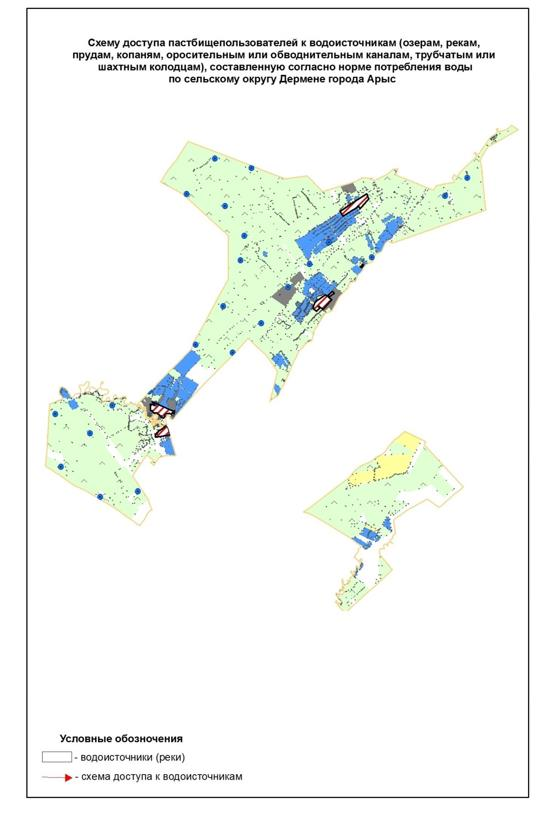 Схему доступа пастбищепользователей к водоисточникам (озерам, рекам,
прудам, копаням, оросительным или обводнительным каналам, трубчатым или
шахтным колодцам), составленную согласно норме потребления воды
по сельскому округу Дермене города Арыс
Условные обозначения
- водоисточники (реки)
- схема доступа к водоисточникам